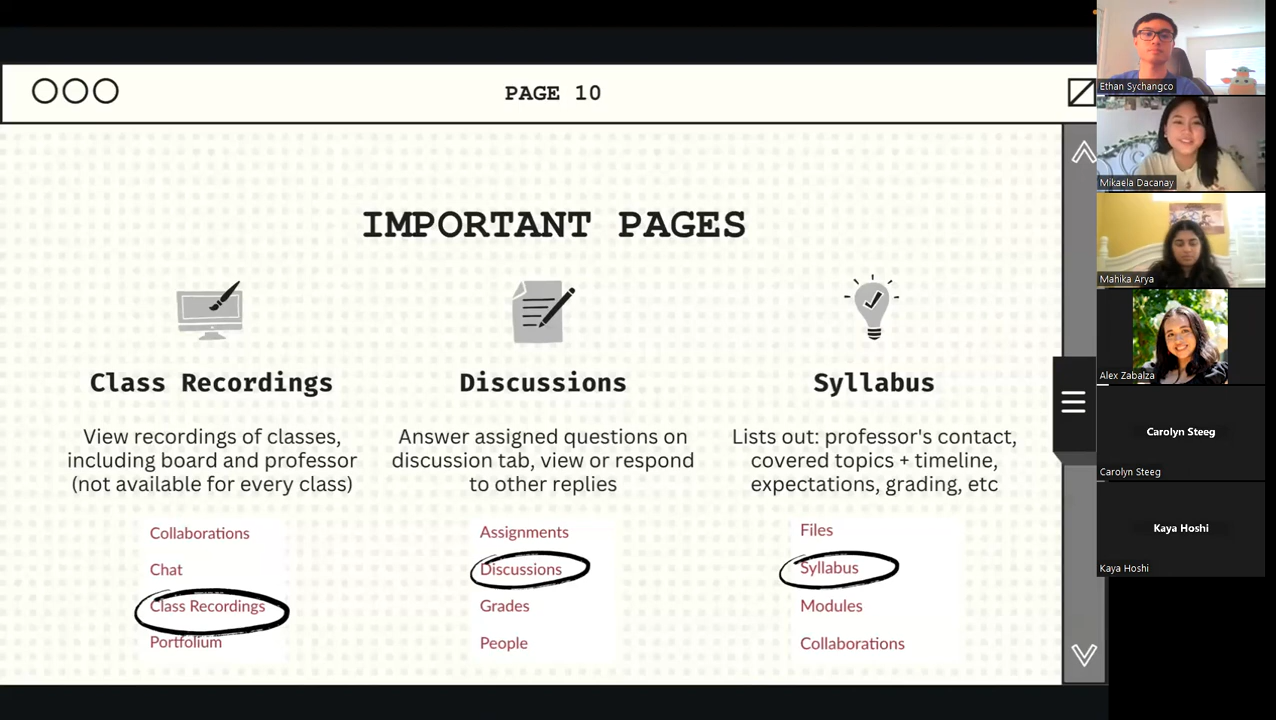 PAGE 10
IMPORTANT PAGES
Class Recordings
View recordings of classes,
including board and professor
(not available for every class)
Collaborations
Chat
Class Recordings
Portfolium
Discussions
Answer assigned questions on
discussion tab, view or respond
to other replies
Assignments
Discussions
Grades
People
Syllabus
Lists out: professor's contact,
covered topics + timeline,
expectations, grading, etc
Files
Syllabus
Modules
Collaborations
Ethan Sychangco
Mikaela Dacanay
Mahika Arya
Alex Zabalza
Carolyn Steeg
Carolyn Steeg
Kaya Hoshi
Kaya Hoshi